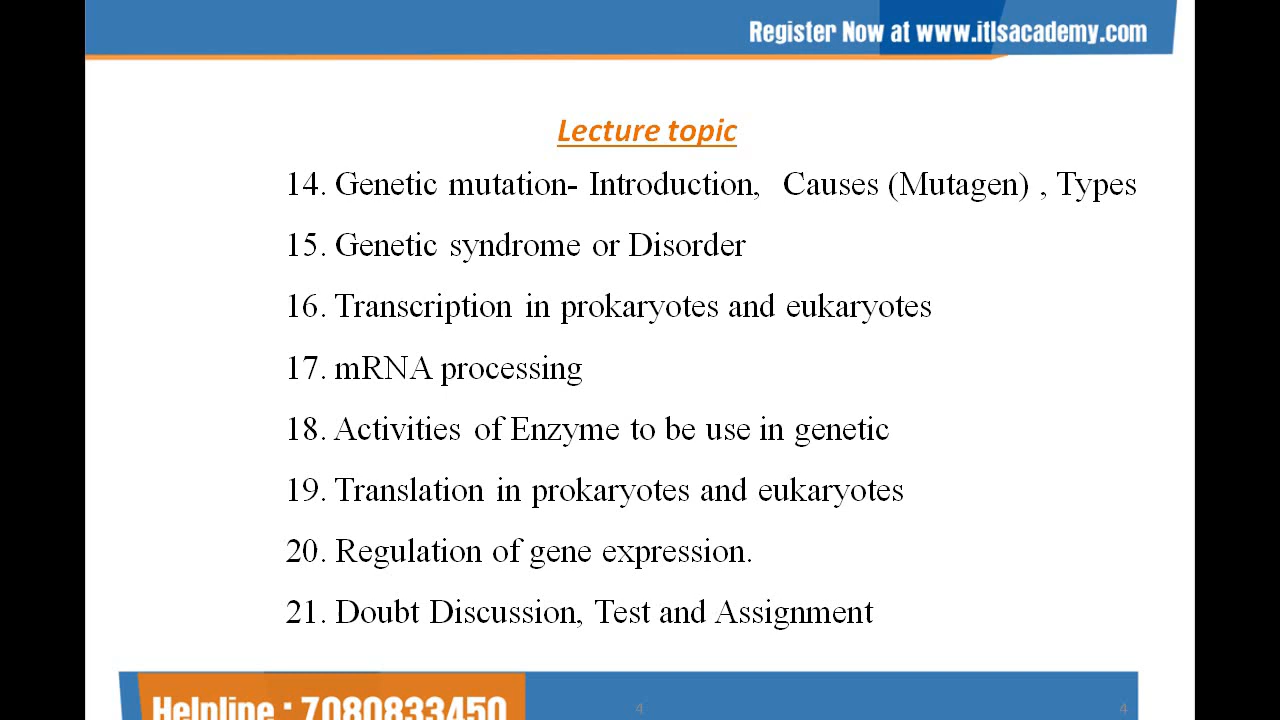 Register Now at www.itlsacademy.com
Lecture topic
14. Genetic mutation- Introduction, Causes (Mutagen) , Types
15. Genetic syndrome or Disorder
16. Transcription in prokaryotes and eukaryotes
17. mRNA processing
18. Activities of Enzyme to be use in genetic
19. Translation in prokaryotes and eukaryotes
20. Regulation of gene expression.
21. Doubt Discussion, Test and Assignment
Helpline : 7080833450
4 4